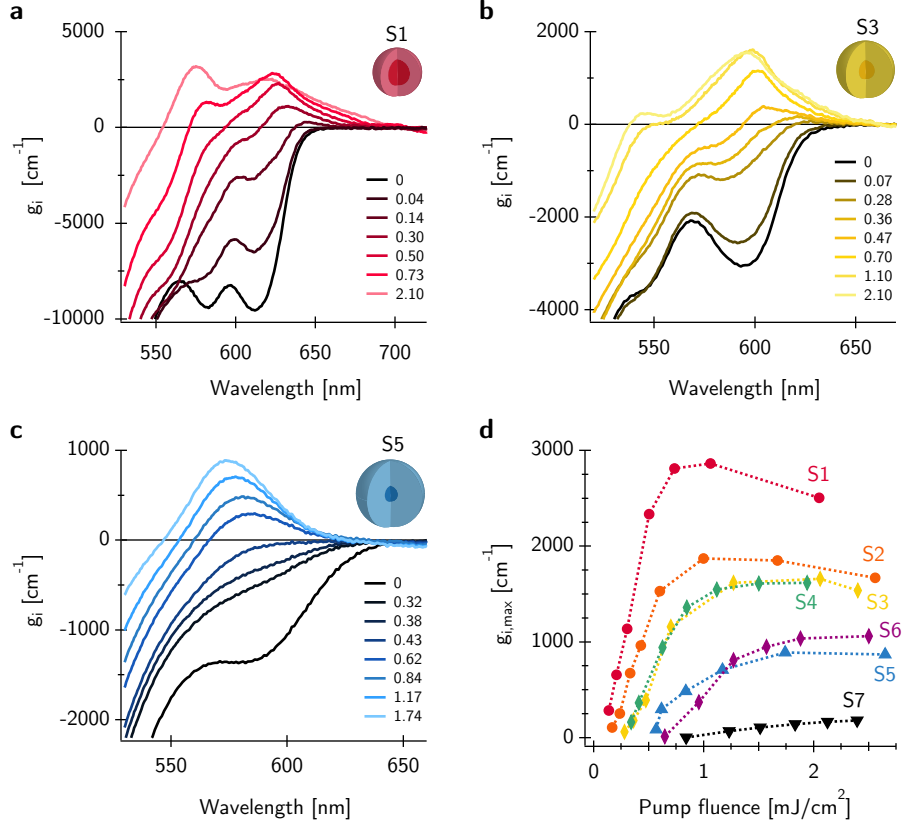 a
S1
5000
0
-5000
-10000
g_i [cm^-1]
0
0.04
0.14
0.30
0.50
0.73
2.10
550
600
650
700
Wavelength [nm]
b
S3
2000
0
-2000
-4000
g_i [cm^-1]
0
0.07
0.28
0.36
0.47
0.70
1.10
2.10
550
600
650
Wavelength [nm]
c
S5
1000
0
-1000
-2000
g_i [cm^-1]
0
0.32
0.38
0.43
0.62
0.84
1.17
1.74
550
600
650
Wavelength [nm]
d
3000
2000
1000
0
g_i,max [cm^-1]
S1
S2
S4
S3
S6
S5
S7
0
1
2
Pump fluence [mJ/cm^2]